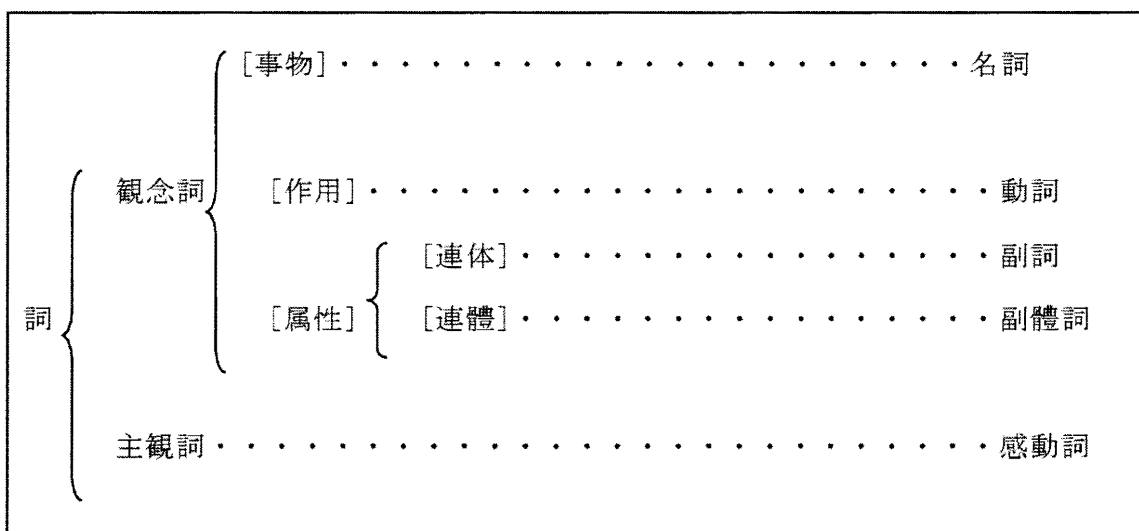 [事物]・・・・・・・・・・・・・・・・・・・・・名詞
観念詞 [作用]・・・・・・・・・・・・・・・・・・・・・動詞
[連体]・・・・・・・・・・・・・・・・副詞
詞 [属性] [連體]・・・・・・・・・・・・・・・・副體詞
主観詞・・・・・・・・・・・・・・・・・・・・・・・・・・感動詞